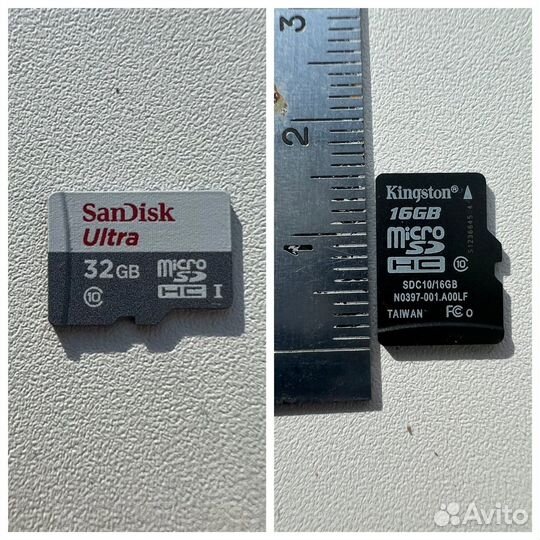 SanDisk
Ultra
32GB
micro
SD
HC I
10
3
2
1
Kingston®
16GB
micro
SD
HC 10
SDC10/16GB
N0397-001.A00LF
TAIWAN
FC
Avito